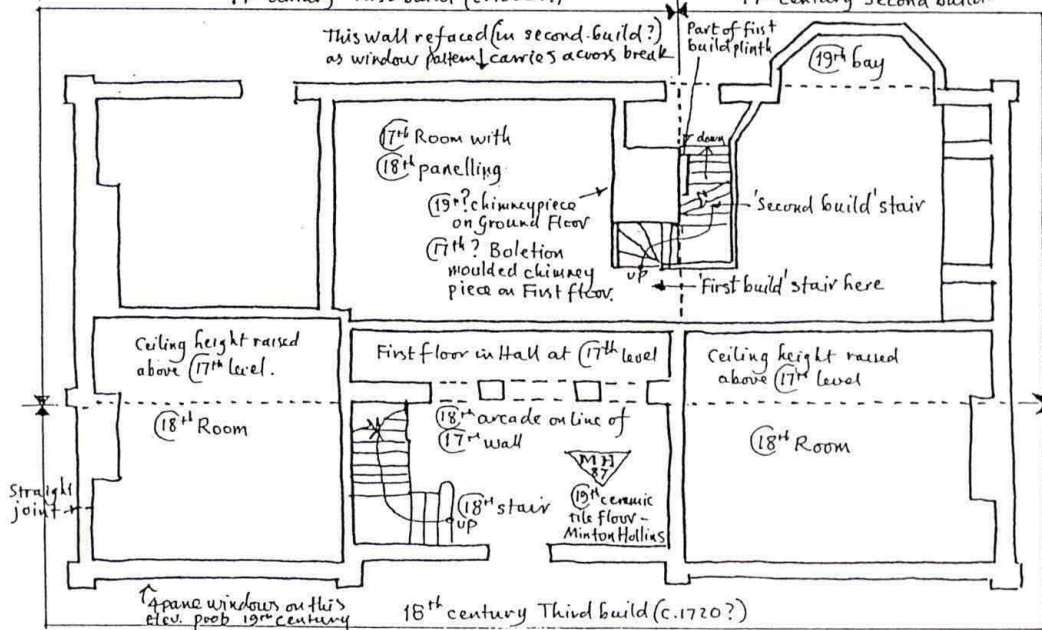 17th century Second build
This wall refaced (in second build?)
as window pattern ↓ carries across break
Part of first
build plinth
19th bay
17th Room with
18th panelling
down
19th? chimneypiece
on Ground Floor
17th? Boletion
moulded chimney
piece on First floor.
'Second build' stair
up
'First build' stair here
Ceiling height raised
above 17th level.
First floor in Hall at 17th level
Ceiling height raised
above 17th level
18th Room
18th arcade on line of
17th wall
18th Room
MH
87
Straight
joint
18th stair
up
19th ceramic
tile floor -
Minton Hollins
4 pane windows on this
elev. prob 19th century
18th century Third build (c.1720?)